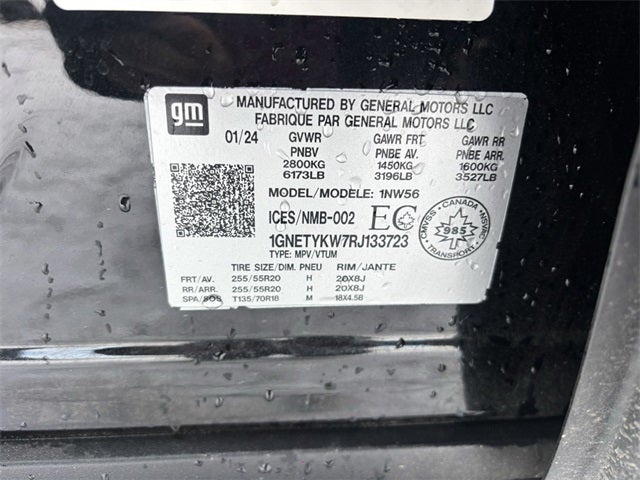 gm
MANUFACTURED BY GENERAL MOTORS LLC
FABRIQUE PAR GENERAL MOTORS LLC
01/24 GVWR GAWR FRT GAWR RR
PNBV PNBE AV. PNBE ARR.
2800KG 1450KG 1600KG
6173LB 3196LB 3527LB
MODEL/MODELE: 1NW56
ICES/NMB-002 EC
CMVSS CANADA NSVAC
985
TRANSPORT
1GNETYKW7RJ133723
TYPE: MPV/VTUM
TIRE SIZE/DIM. PNEU RIM/JANTE
FRT/AV. 255/55R20 H 20X8J
RR/ARR. 255/55R20 H 20X8J
SPA/SOS T135/70R18 M 18X4.5B